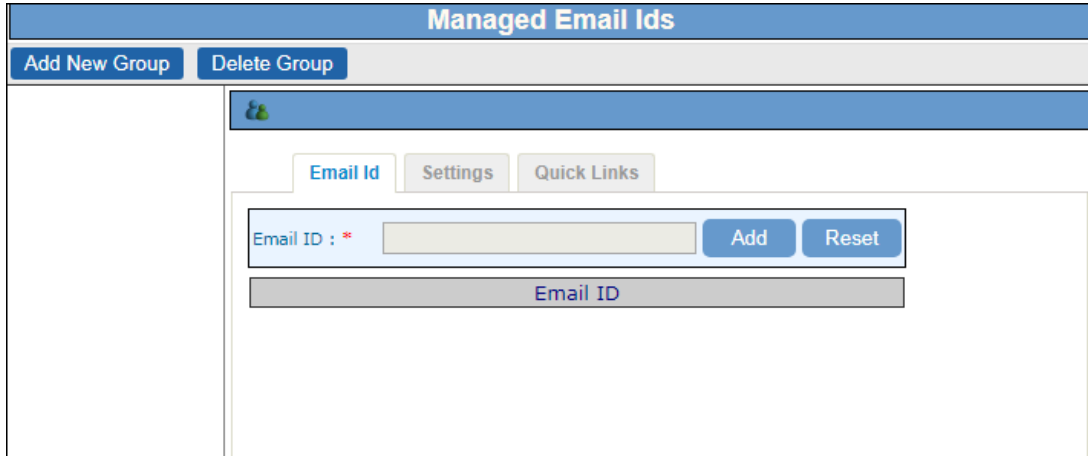 Managed Email Ids
Add New Group Delete Group
Email Id Settings Quick Links
Email ID : * Add Reset
Email ID